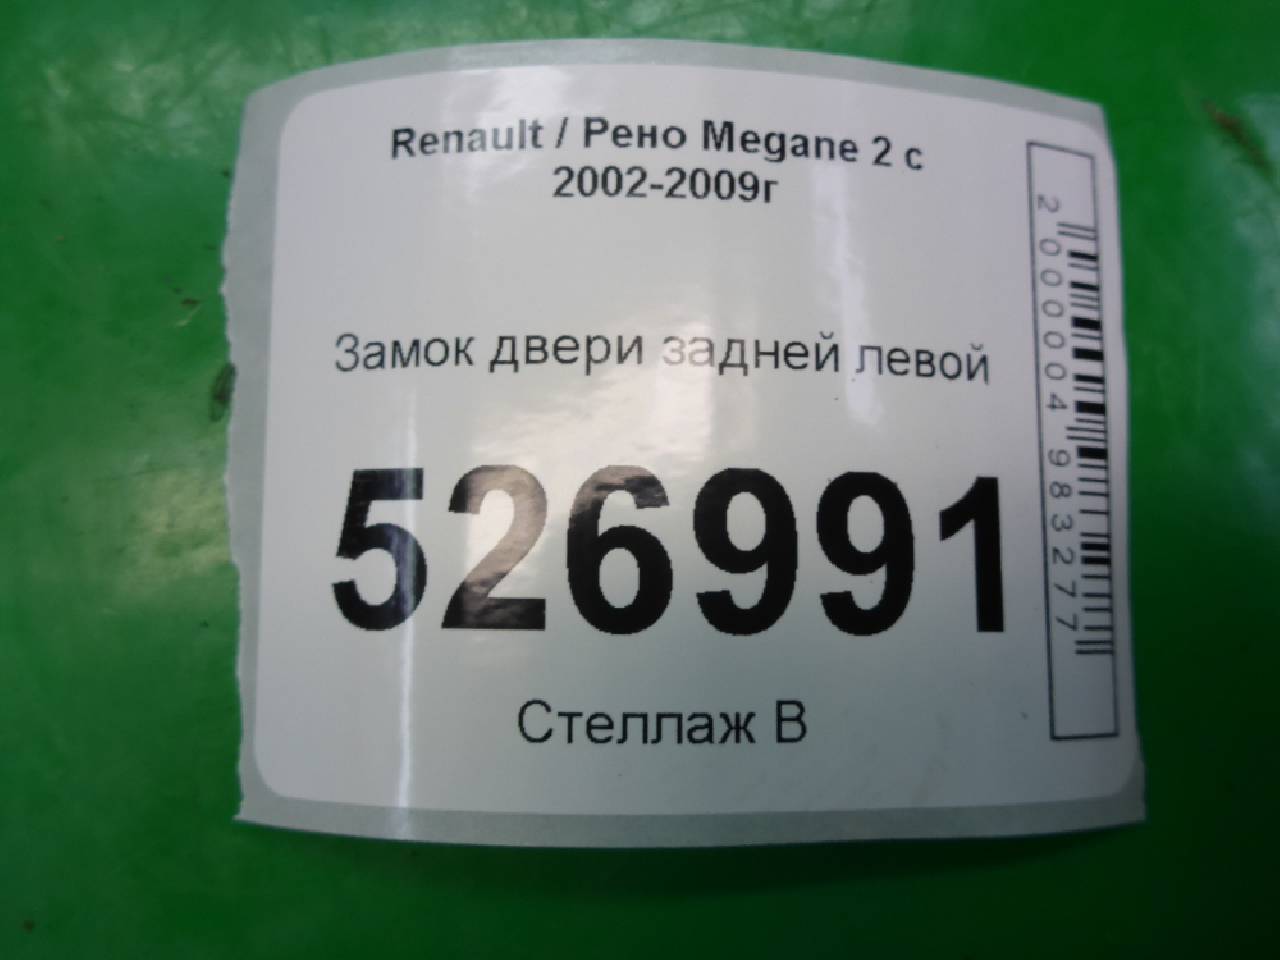 Renault / Рено Megane 2 с
2002-2009г
Замок двери задней левой
526991
Стеллаж В
2000004983277